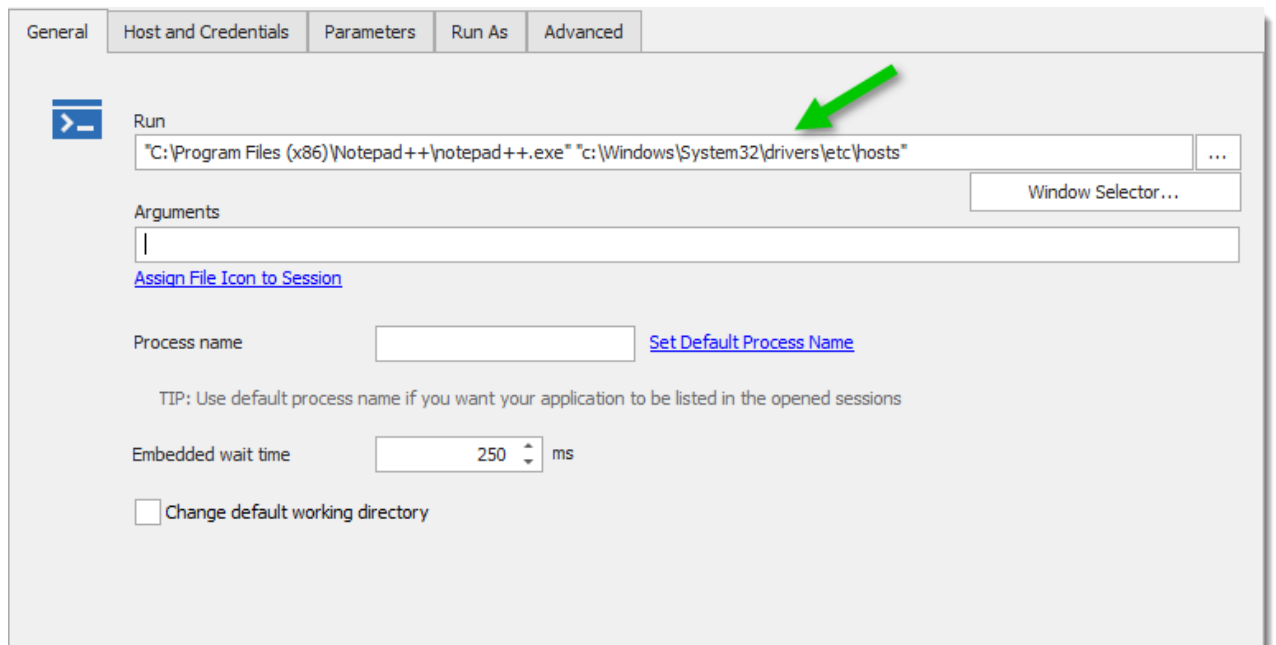 General Host and Credentials Parameters Run As Advanced
Run
"C:\Program Files (x86)\Notepad++\notepad++.exe" "c:\Windows\System32\drivers\etc\hosts"
...
Window Selector...
Arguments
Assign File Icon to Session
Process name Set Default Process Name
TIP: Use default process name if you want your application to be listed in the opened sessions
Embedded wait time 250 ms
Change default working directory